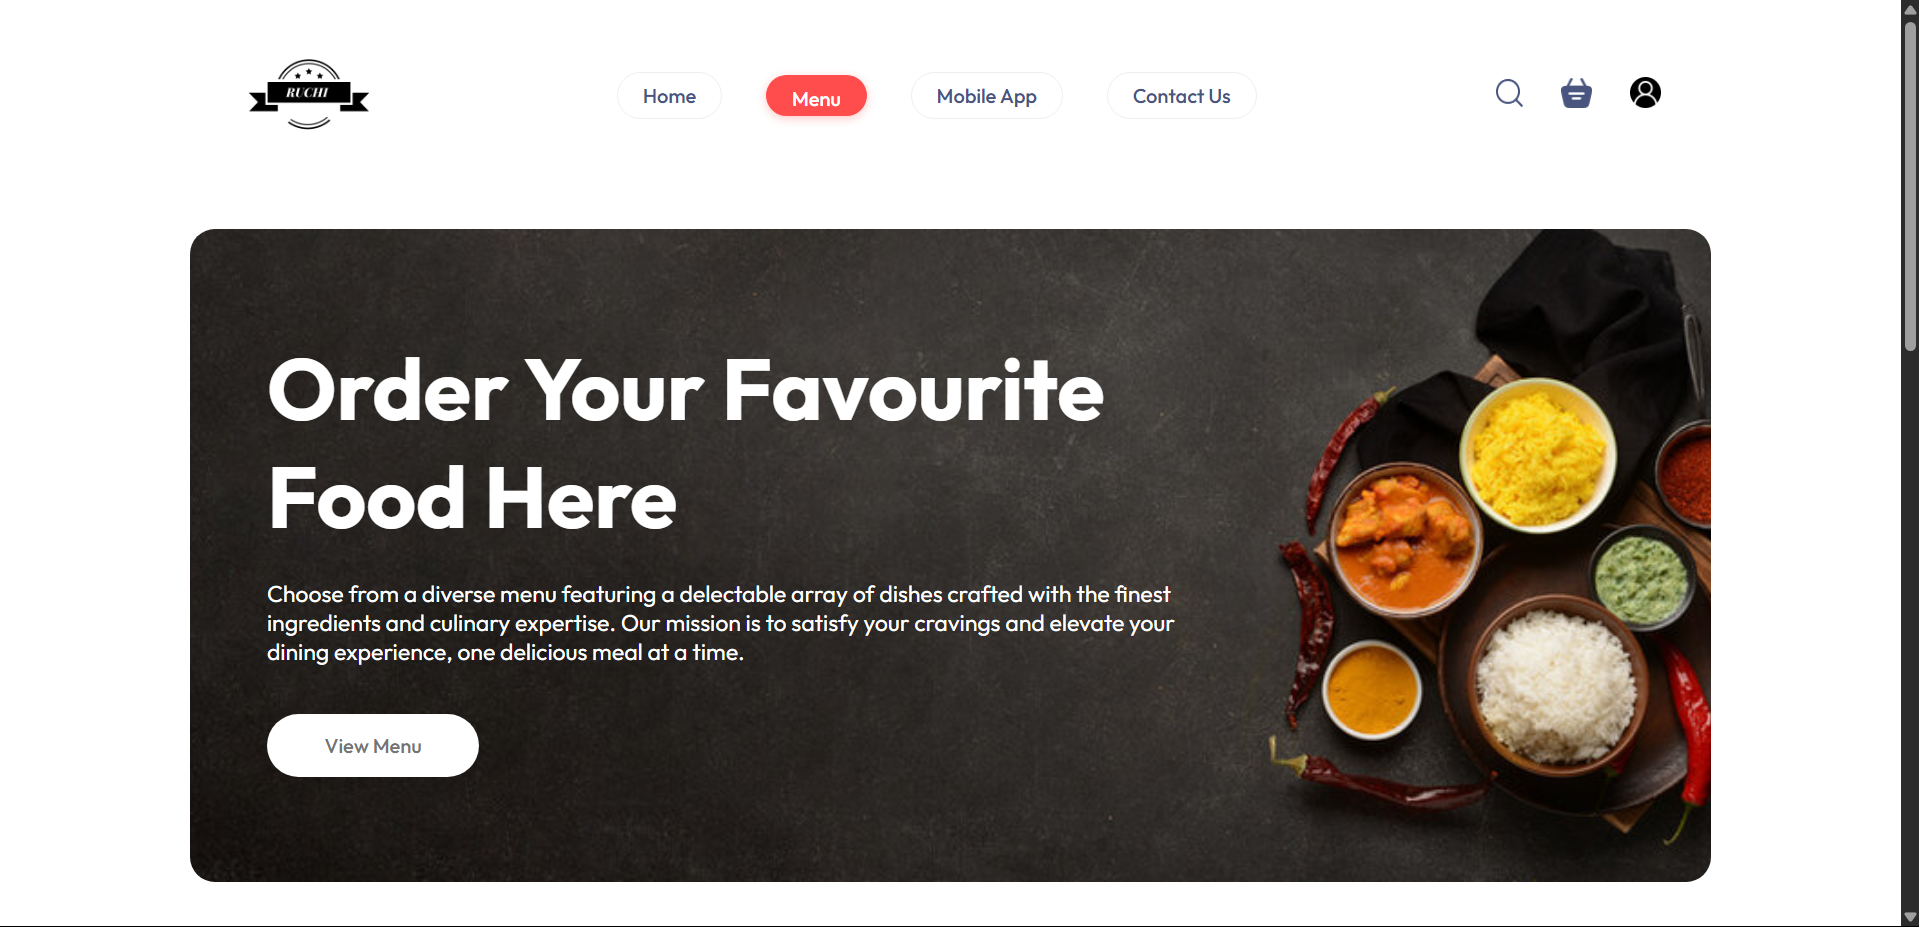 RUCHI
Home
Menu
Mobile App
Contact Us
Order Your Favourite
Food Here
Choose from a diverse menu featuring a delectable array of dishes crafted with the finest
ingredients and culinary expertise. Our mission is to satisfy your cravings and elevate your
dining experience, one delicious meal at a time.
View Menu